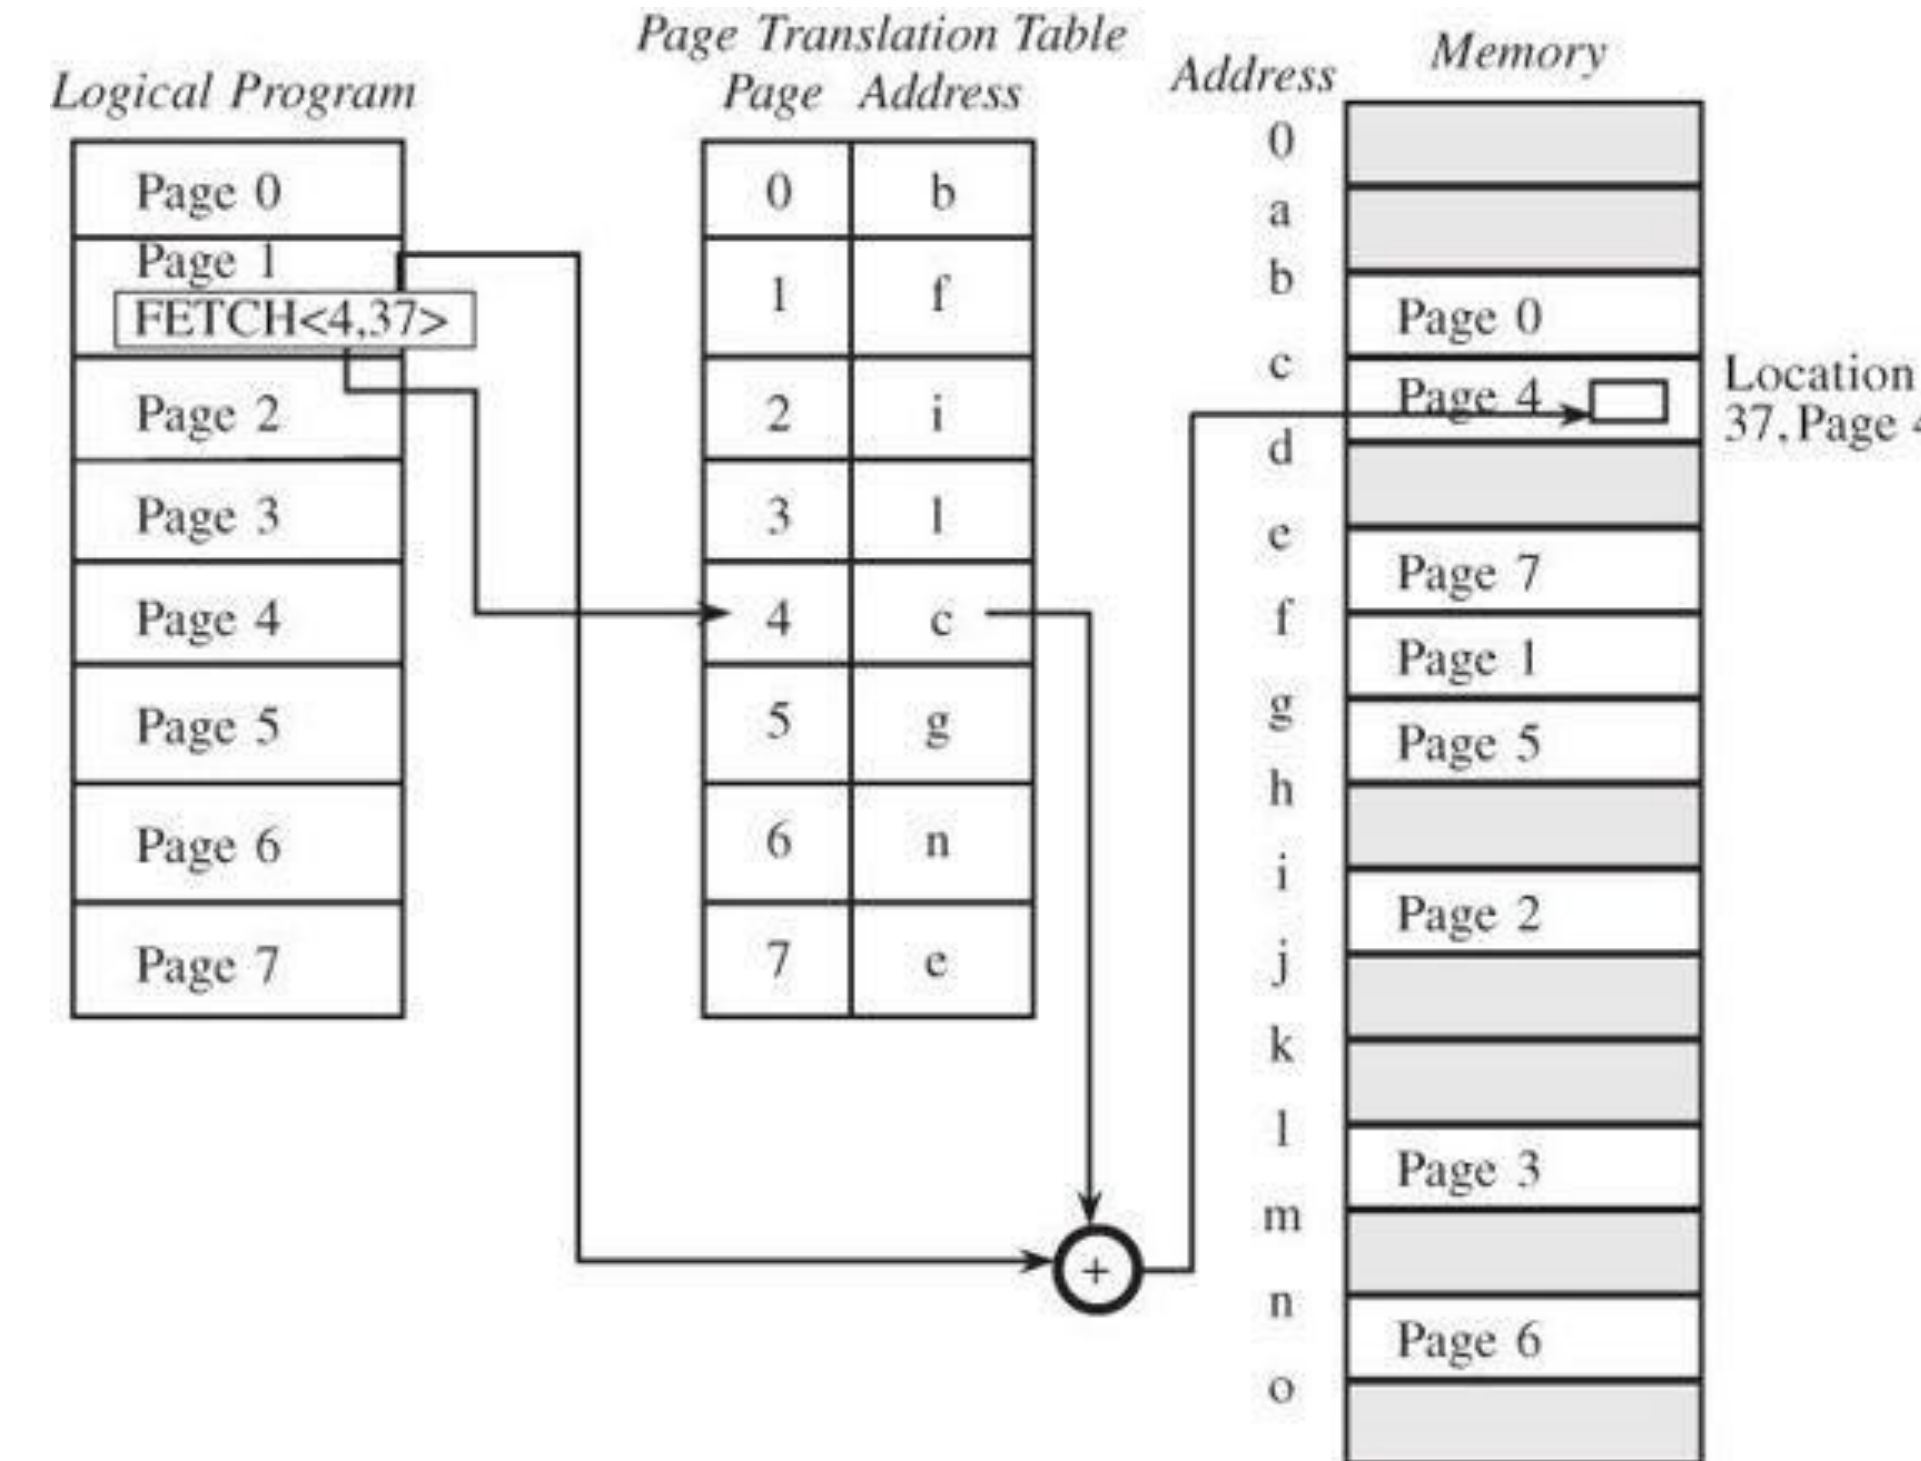 Page Translation Table
Logical Program
Page Address
Address
Memory
Page 0
Page 1
FETCH<4,37>
Page 2
Page 3
Page 4
Page 5
Page 6
Page 7
0 b
1 f
2 i
3 l
4 c
5 g
6 n
7 e
+
0
a
b
c
d
e
f
g
h
i
j
k
l
m
n
o
Page 0
Page 4
Page 7
Page 1
Page 5
Page 2
Page 3
Page 6
Location
37, Page 4